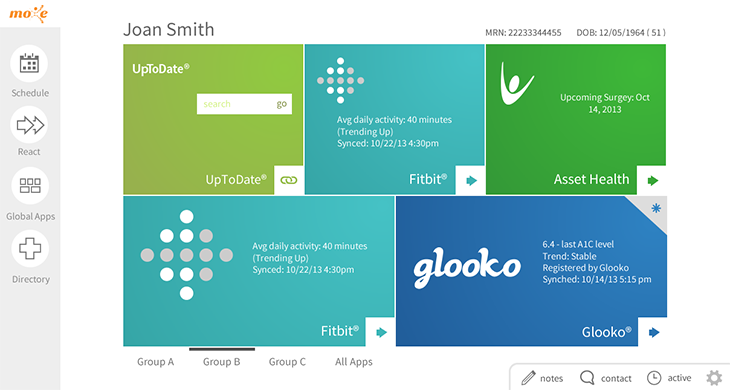 moxe
Joan Smith
MRN: 22233344455
DOB: 12/05/1964 ( 51 )
Schedule
React
Global Apps
Directory
UpToDate®
search
go
UpToDate®
Avg daily activity: 40 minutes
(Trending Up)
Synced: 10/22/13 4:30pm
Fitbit®
Upcoming Surgey: Oct
14, 2013
Asset Health
Avg daily activity: 40 minutes
(Trending Up)
Synced: 10/22/13 4:30pm
Fitbit®
glooko
6.4 - last A1C level
Trend: Stable
Registered by Glooko
Synched: 10/14/13 5:15 pm
Glooko®
Group A
Group B
Group C
All Apps
notes
contact
active